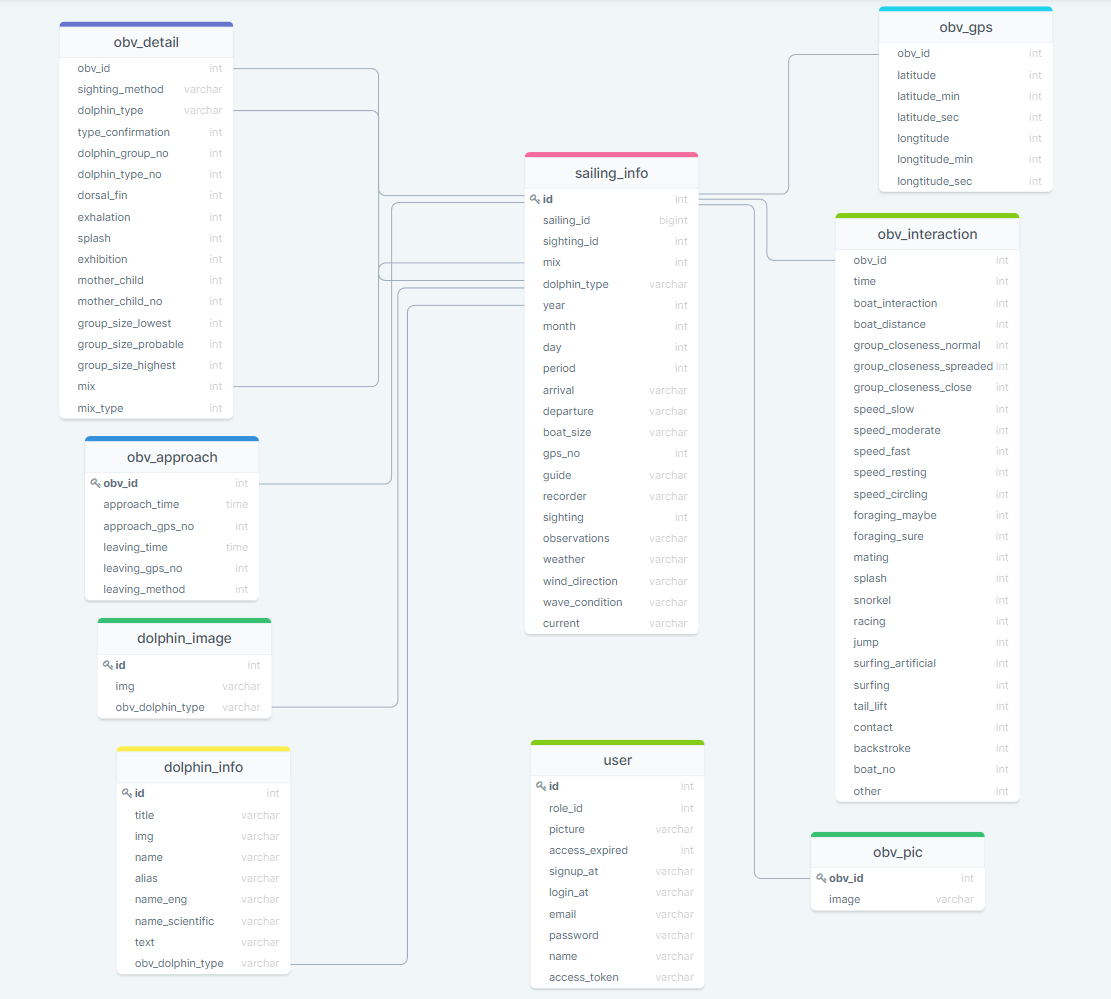 obv_detail
obv_id int
sighting_method varchar
dolphin_type varchar
type_confirmation int
dolphin_group_no int
dolphin_type_no int
dorsal_fin int
exhalation int
splash int
exhibition int
mother_child int
mother_child_no int
group_size_lowest int
group_size_probable int
group_size_highest int
mix int
mix_type int
obv_approach
obv_id int
approach_time time
approach_gps_no int
leaving_time time
leaving_gps_no int
leaving_method int
dolphin_image
id int
img varchar
obv_dolphin_type varchar
dolphin_info
id int
title varchar
img varchar
name varchar
alias varchar
name_eng varchar
name_scientific varchar
text varchar
obv_dolphin_type varchar
sailing_info
id int
sailing_id bigint
sighting_id int
mix int
dolphin_type varchar
year int
month int
day int
period int
arrival varchar
departure varchar
boat_size varchar
gps_no int
guide varchar
recorder varchar
sighting int
observations varchar
weather varchar
wind_direction varchar
wave_condition varchar
current varchar
user
id int
role_id int
picture varchar
access_expired int
signup_at varchar
login_at varchar
email varchar
password varchar
name varchar
access_token varchar
obv_gps
obv_id int
latitude int
latitude_min int
latitude_sec int
longtitude int
longtitude_min int
longtitude_sec int
obv_interaction
obv_id int
time int
boat_interaction int
boat_distance int
group_closeness_normal int
group_closeness_spreaded int
group_closeness_close int
speed_slow int
speed_moderate int
speed_fast int
speed_resting int
speed_circling int
foraging_maybe int
foraging_sure int
mating int
splash int
snorkel int
racing int
jump int
surfing_artificial int
surfing int
tail_lift int
contact int
backstroke int
boat_no int
other int
obv_pic
obv_id int
image varchar